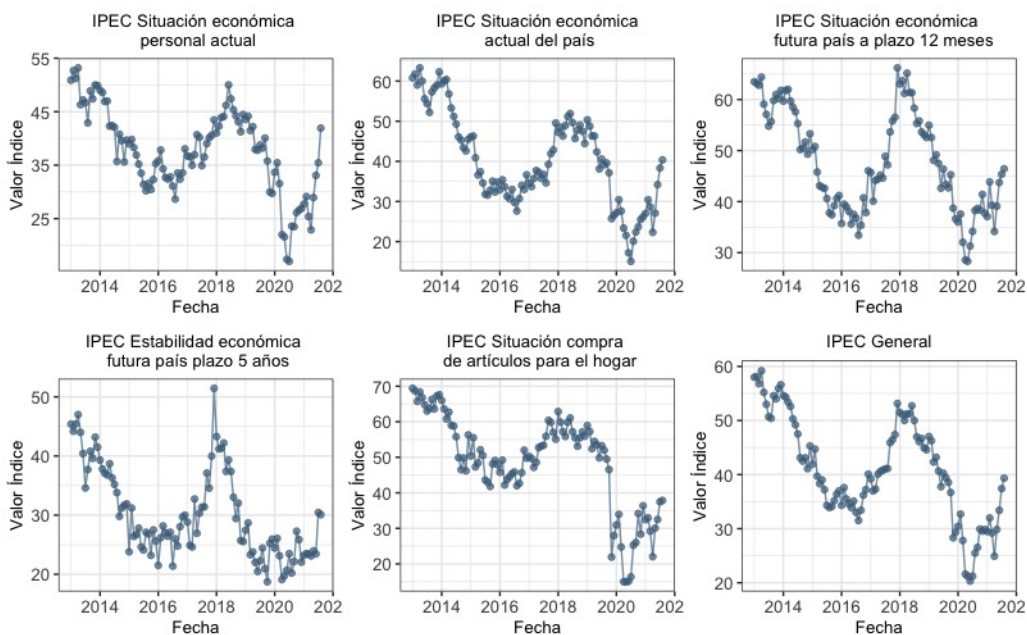 IPEC Situación económica
personal actual
Valor Índice
55
45
35
25
2014
2016
2018
2020
202
Fecha
IPEC Situación económica
actual del país
Valor Índice
60
50
40
30
20
2014
2016
2018
2020
202
Fecha
IPEC Situación económica
futura país a plazo 12 meses
Valor Índice
60
50
40
30
2014
2016
2018
2020
202
Fecha
IPEC Estabilidad económica
futura país plazo 5 años
Valor Índice
50
40
30
20
2014
2016
2018
2020
202
Fecha
IPEC Situación compra
de artículos para el hogar
Valor Índice
70
60
50
40
30
20
2014
2016
2018
2020
202
Fecha
IPEC General
Valor Índice
60
50
40
30
20
2014
2016
2018
2020
202
Fecha